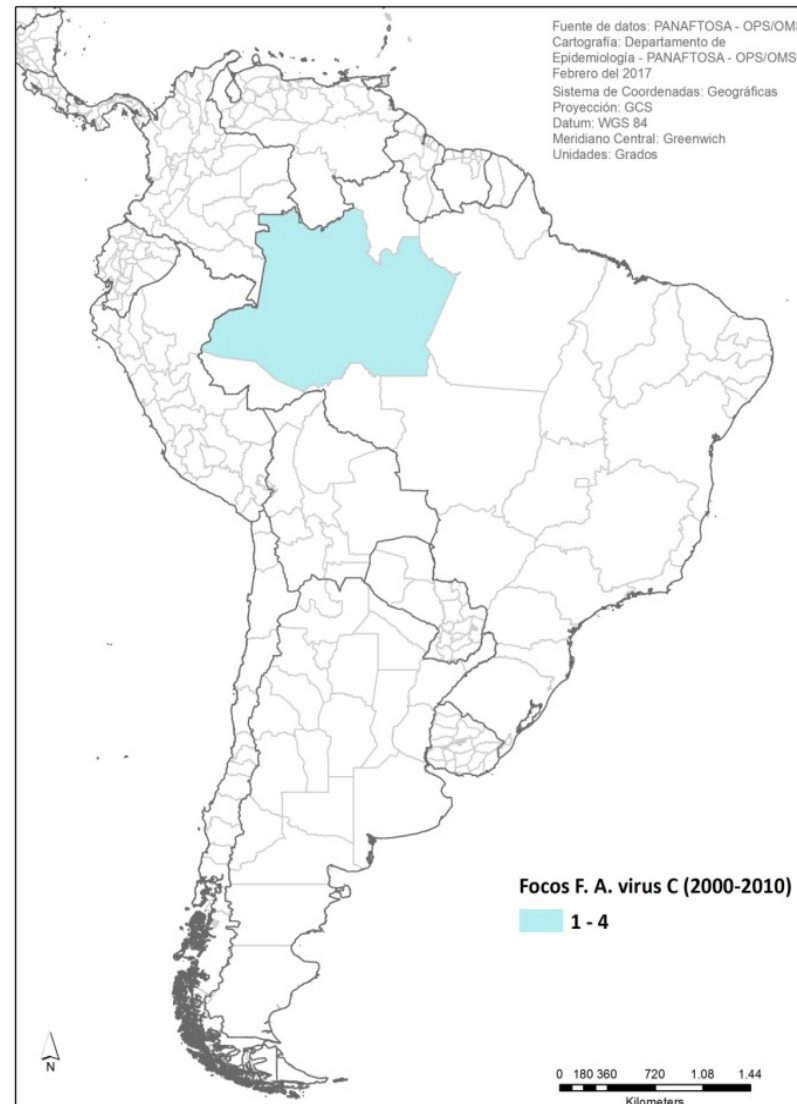 Fuente de datos: PANAFTOSA - OPS/OMS
Cartografía: Departamento de
Epidemiología - PANAFTOSA - OPS/OMS
Febrero del 2017
Sistema de Coordenadas: Geográficas
Proyección: GCS
Datum: WGS 84
Meridiano Central: Greenwich
Unidades: Grados
Focos F. A. virus C (2000-2010)
1 - 4
N
0 180 360 720 1.08 1.44
Kilometers